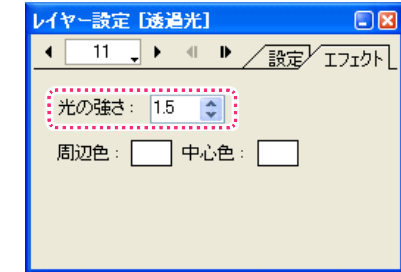 レイヤー設定 [透過光]
11 設定 エフェクト
光の強さ： 1.5
周辺色： 中心色：